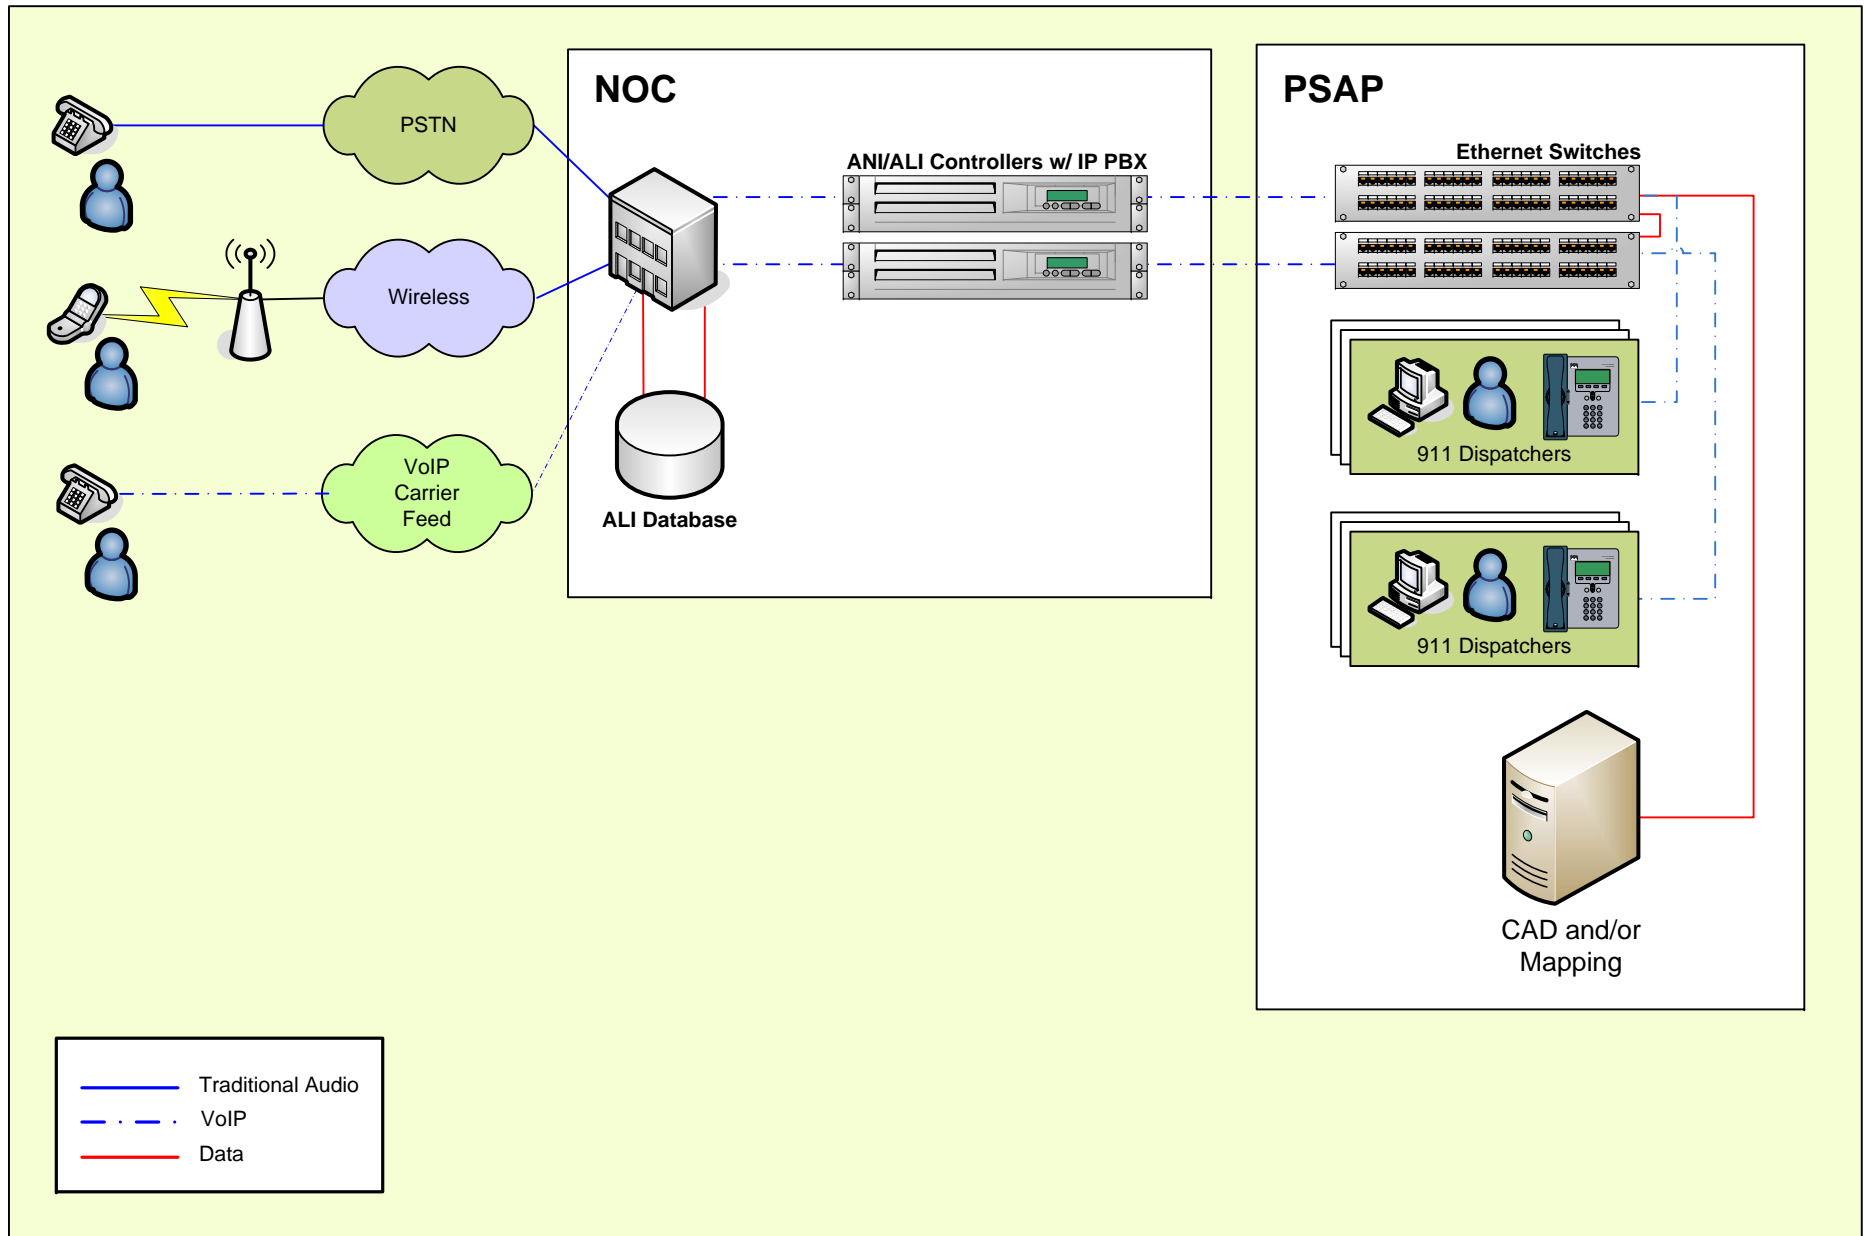 NOC
PSAP
PSTN
ANI/ALI Controllers w/ IP PBX
Ethernet Switches
Wireless
VoIP
Carrier
Feed
ALI Database
911 Dispatchers
911 Dispatchers
CAD and/or
Mapping
Traditional Audio
VoIP
Data